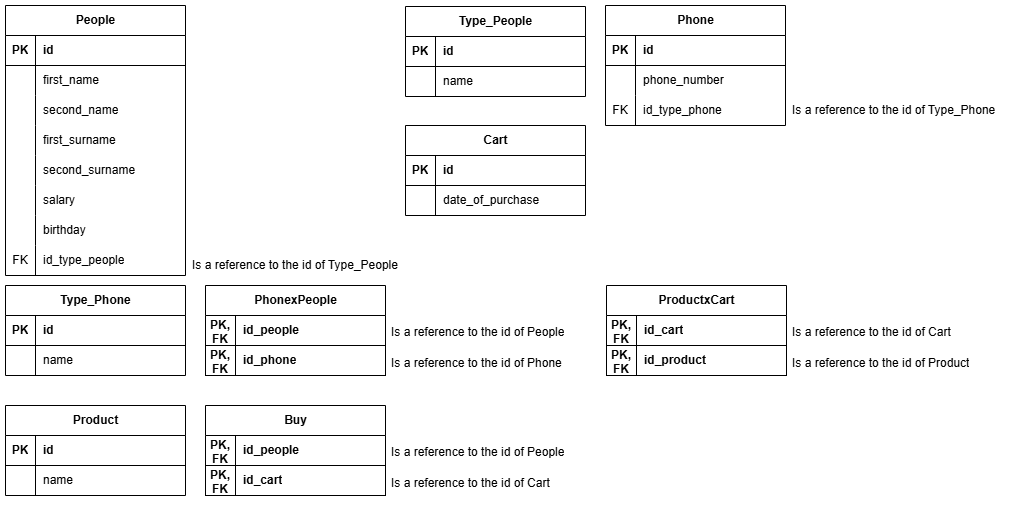 People
PK id
first_name
second_name
first_surname
second_surname
salary
birthday
FK id_type_people
Is a reference to the id of Type_People
Type_People
PK id
name
Phone
PK id
phone_number
FK id_type_phone
Is a reference to the id of Type_Phone
Cart
PK id
date_of_purchase
Type_Phone
PK id
name
PhonexPeople
PK, FK id_people
Is a reference to the id of People
PK, FK id_phone
Is a reference to the id of Phone
ProductxCart
PK, FK id_cart
Is a reference to the id of Cart
PK, FK id_product
Is a reference to the id of Product
Product
PK id
name
Buy
PK, FK id_people
Is a reference to the id of People
PK, FK id_cart
Is a reference to the id of Cart